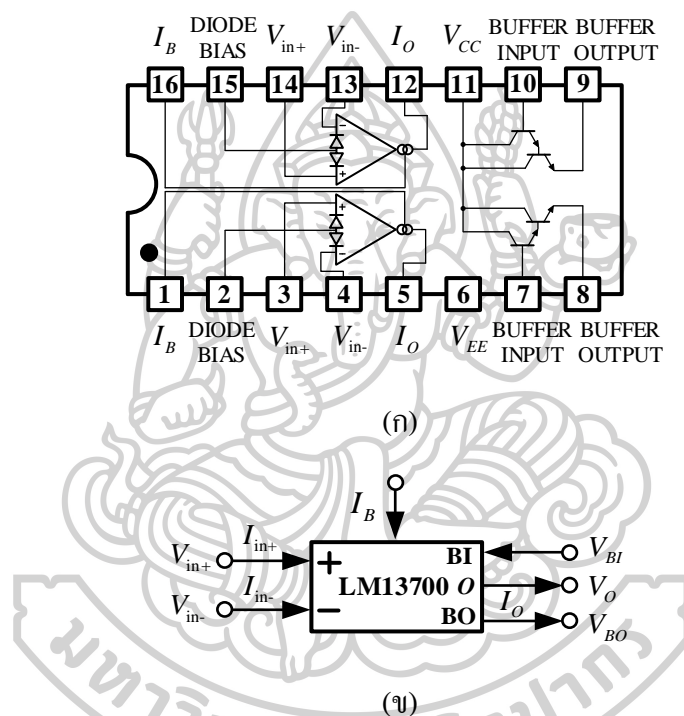 I_B DIODE BIAS V_in+ V_in- I_O V_CC BUFFER INPUT BUFFER OUTPUT
16 15 14 13 12 11 10 9
− +
+ −
1 2 3 4 5 6 7 8
I_B DIODE BIAS V_in+ V_in- I_O V_EE BUFFER INPUT BUFFER OUTPUT
(ก)
I_B
V_in+ I_in+ + BI V_BI
LM13700 O V_O
V_in- I_in- − BO I_O V_BO
(ข)